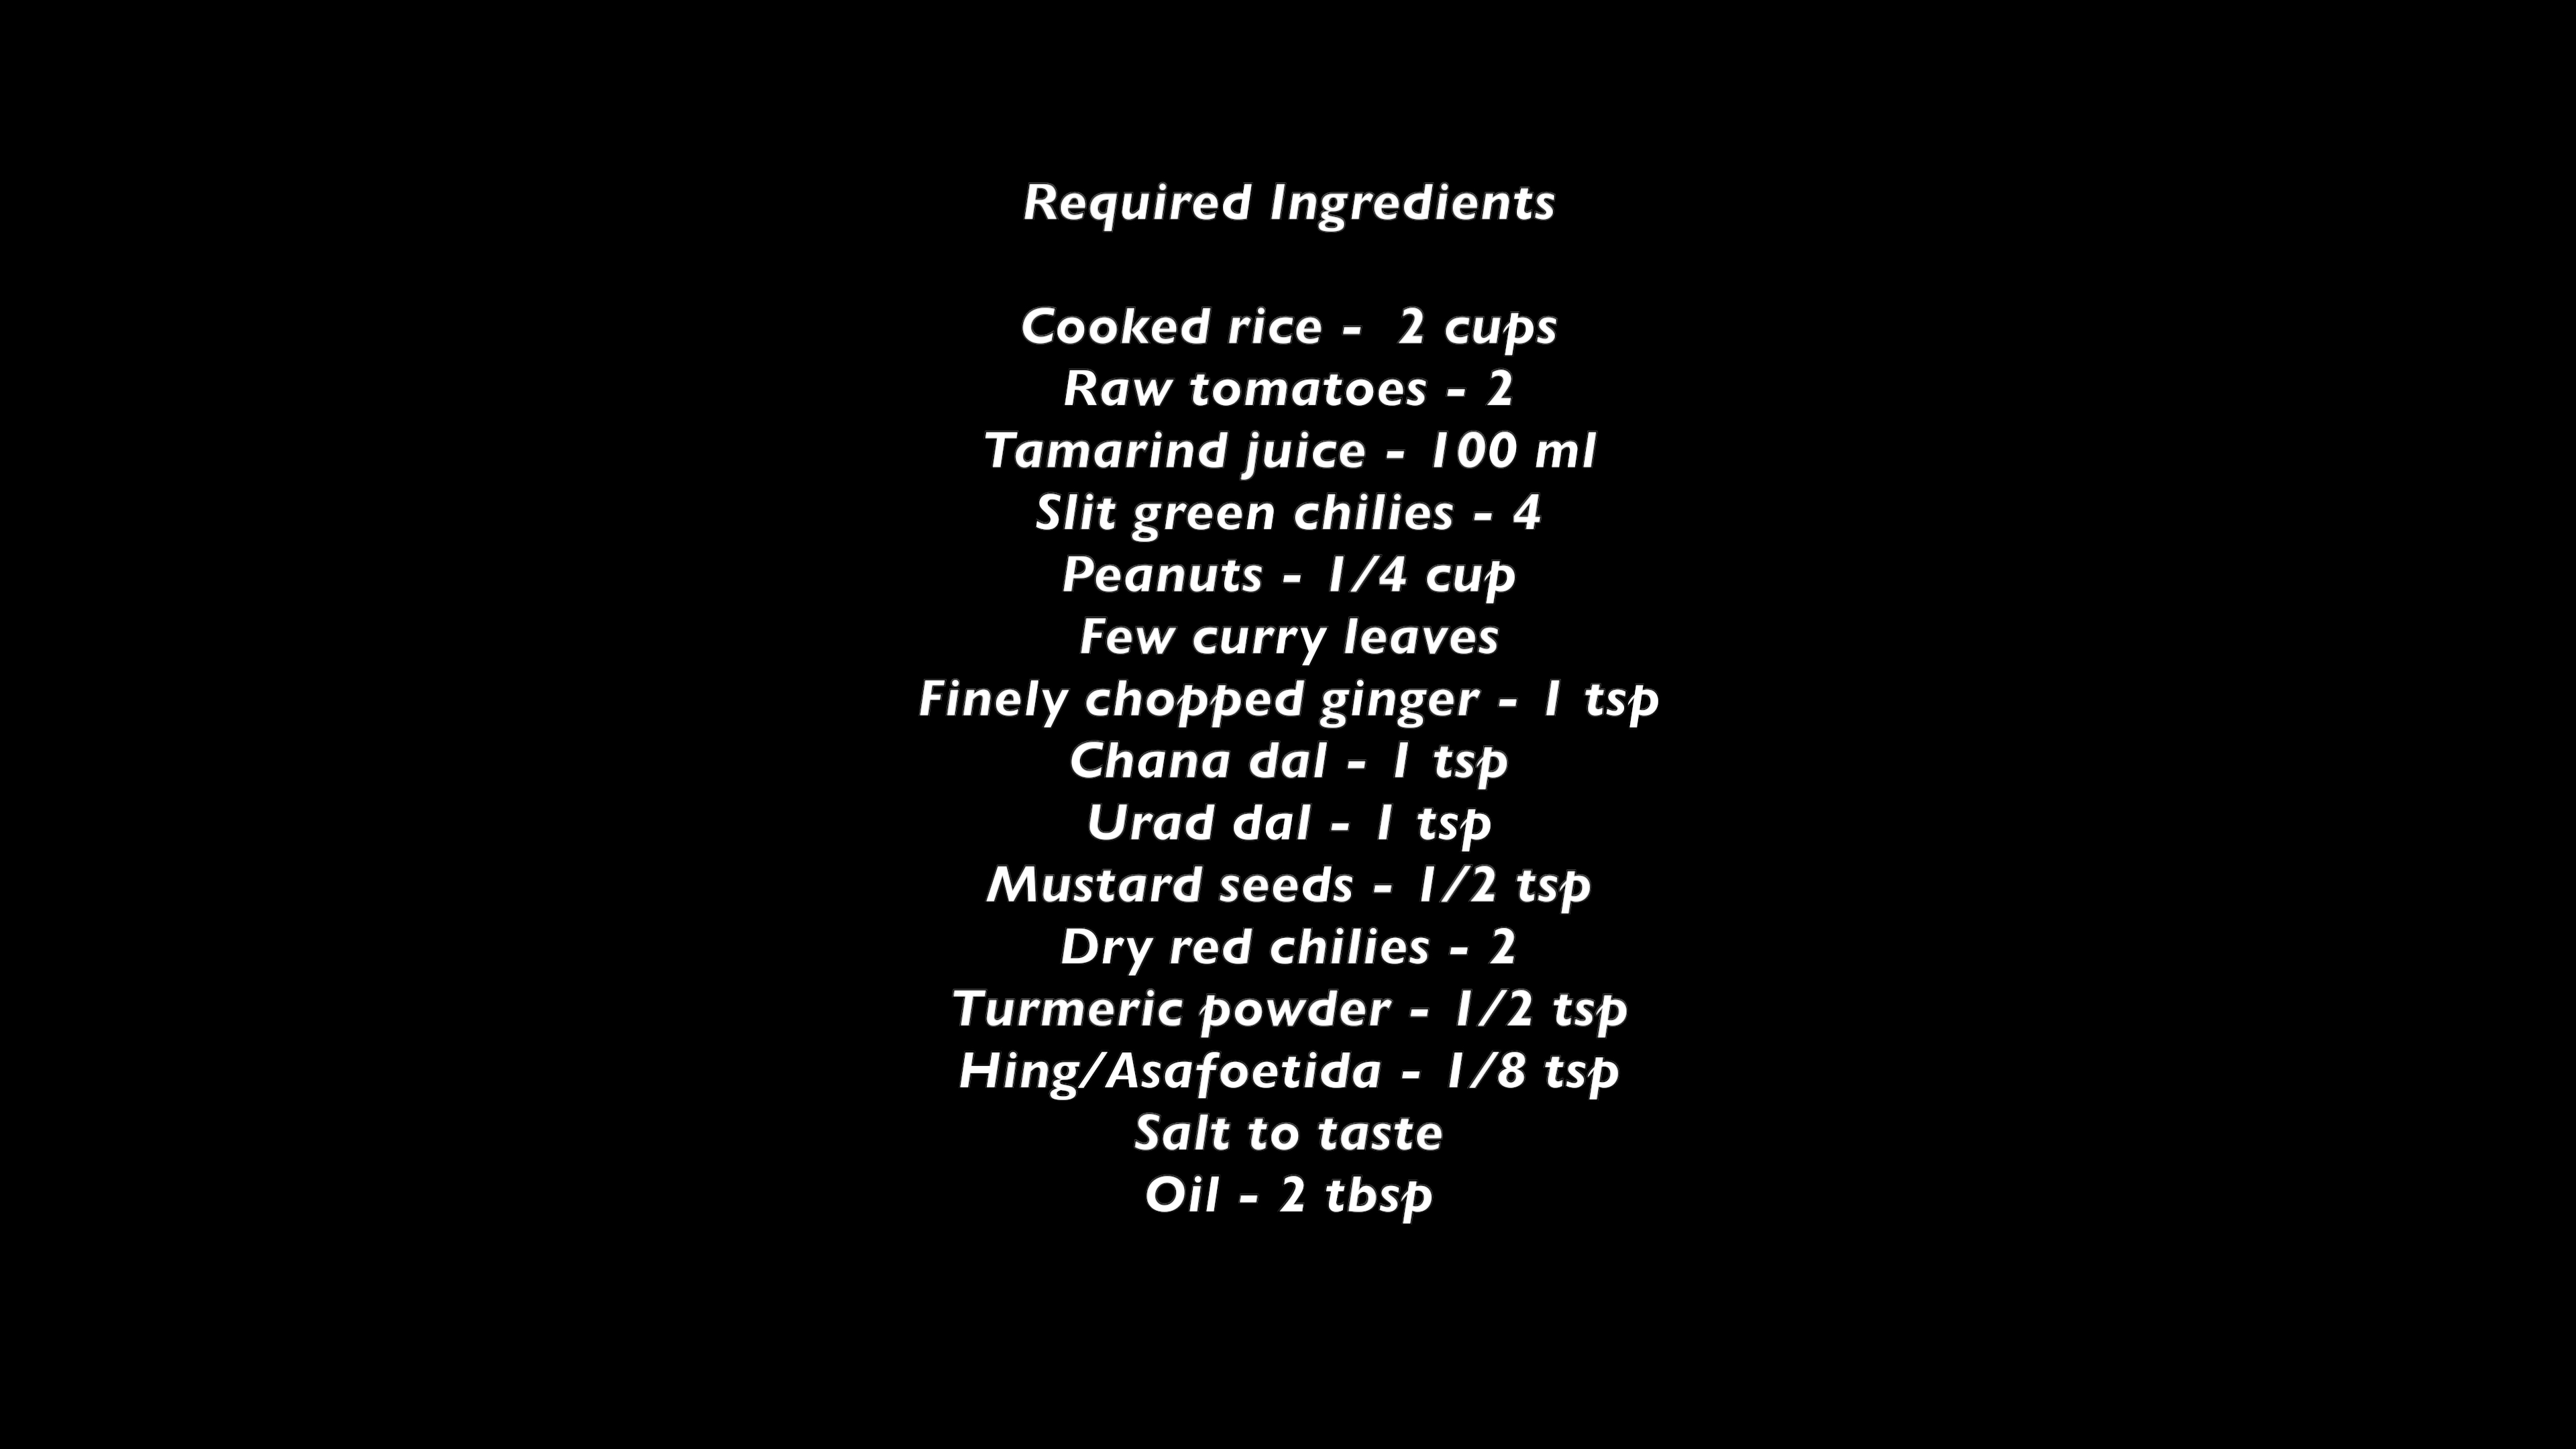 Required Ingredients
Cooked rice -  2 cups
Raw tomatoes - 2
Tamarind juice - 100 ml
Slit green chilies - 4
Peanuts - 1/4 cup
Few curry leaves
Finely chopped ginger - 1 tsp
Chana dal - 1 tsp
Urad dal - 1 tsp
Mustard seeds - 1/2 tsp
Dry red chilies - 2
Turmeric powder - 1/2 tsp
Hing/Asafoetida - 1/8 tsp
Salt to taste
Oil - 2 tbsp